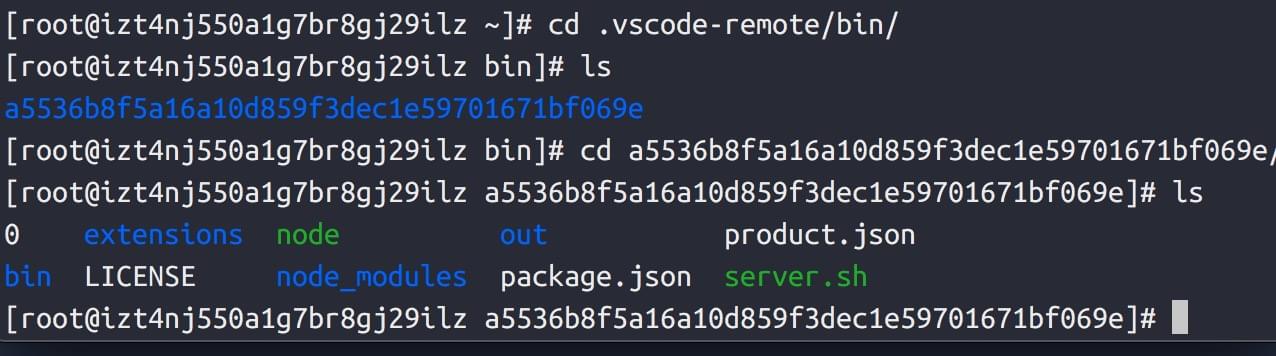 [root@izt4nj550a1g7br8gj29ilz ~]# cd .vscode-remote/bin/
[root@izt4nj550a1g7br8gj29ilz bin]# ls
a5536b8f5a16a10d859f3dec1e59701671bf069e
[root@izt4nj550a1g7br8gj29ilz bin]# cd a5536b8f5a16a10d859f3dec1e59701671bf069e/
[root@izt4nj550a1g7br8gj29ilz a5536b8f5a16a10d859f3dec1e59701671bf069e]# ls
0    extensions  node          out           product.json
bin  LICENSE     node_modules  package.json  server.sh
[root@izt4nj550a1g7br8gj29ilz a5536b8f5a16a10d859f3dec1e59701671bf069e]#